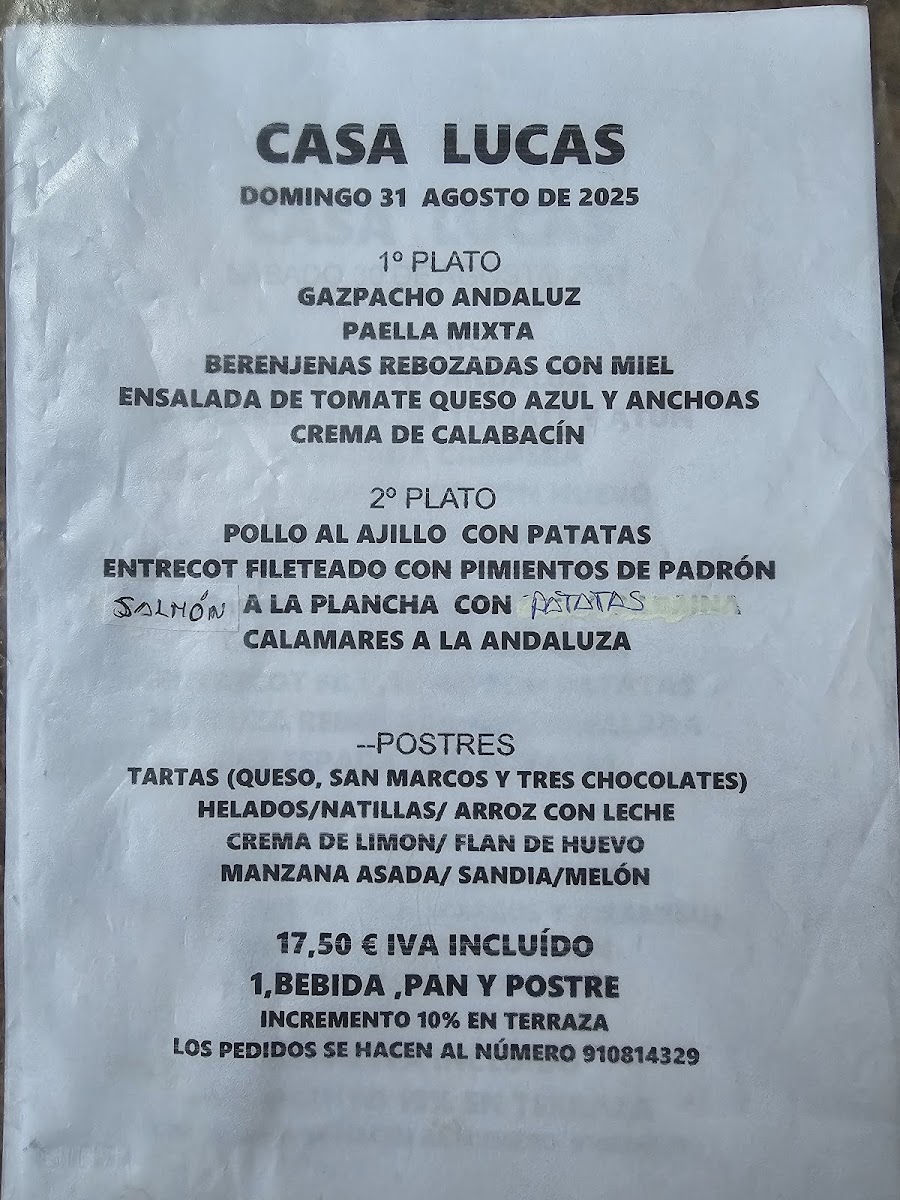 CASA LUCAS
DOMINGO 31 AGOSTO DE 2025
1º PLATO
GAZPACHO ANDALUZ
PAELLA MIXTA
BERENJENAS REBOZADAS CON MIEL
ENSALADA DE TOMATE QUESO AZUL Y ANCHOAS
CREMA DE CALABACÍN
2º PLATO
POLLO AL AJILLO CON PATATAS
ENTRECOT FILETEADO CON PIMIENTOS DE PADRÓN
SALMÓN A LA PLANCHA CON PATATAS
CALAMARES A LA ANDALUZA
--POSTRES
TARTAS (QUESO, SAN MARCOS Y TRES CHOCOLATES)
HELADOS/NATILLAS/ ARROZ CON LECHE
CREMA DE LIMON/ FLAN DE HUEVO
MANZANA ASADA/ SANDIA/MELÓN
17,50 € IVA INCLUÍDO
1,BEBIDA ,PAN Y POSTRE
INCREMENTO 10% EN TERRAZA
LOS PEDIDOS SE HACEN AL NÚMERO 910814329